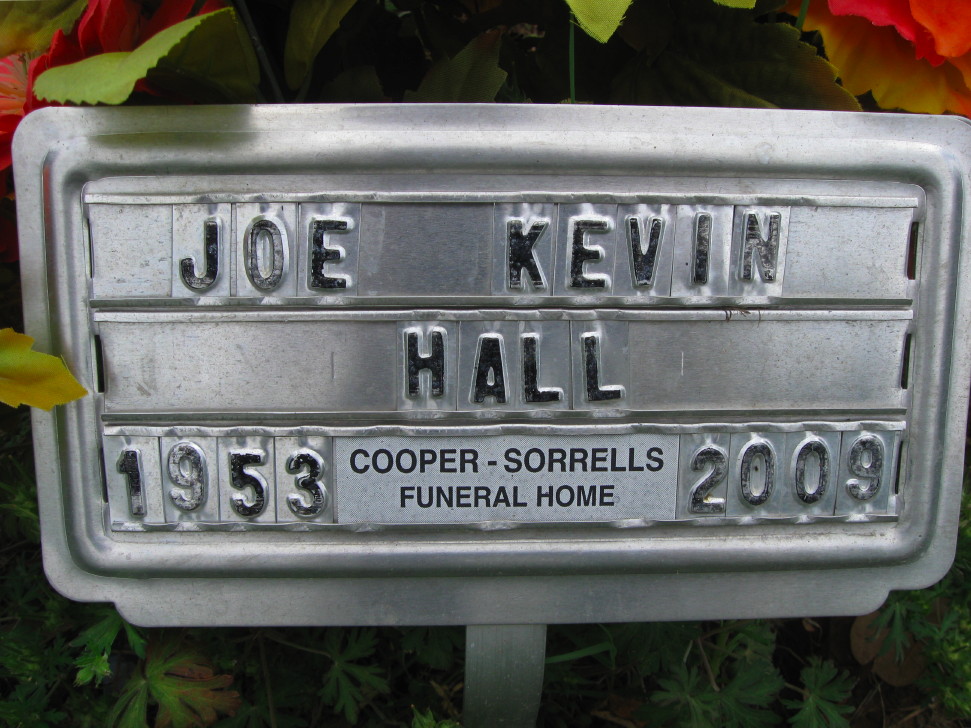 JOE KEVIN
HALL
1953 COOPER - SORRELLS FUNERAL HOME 2009